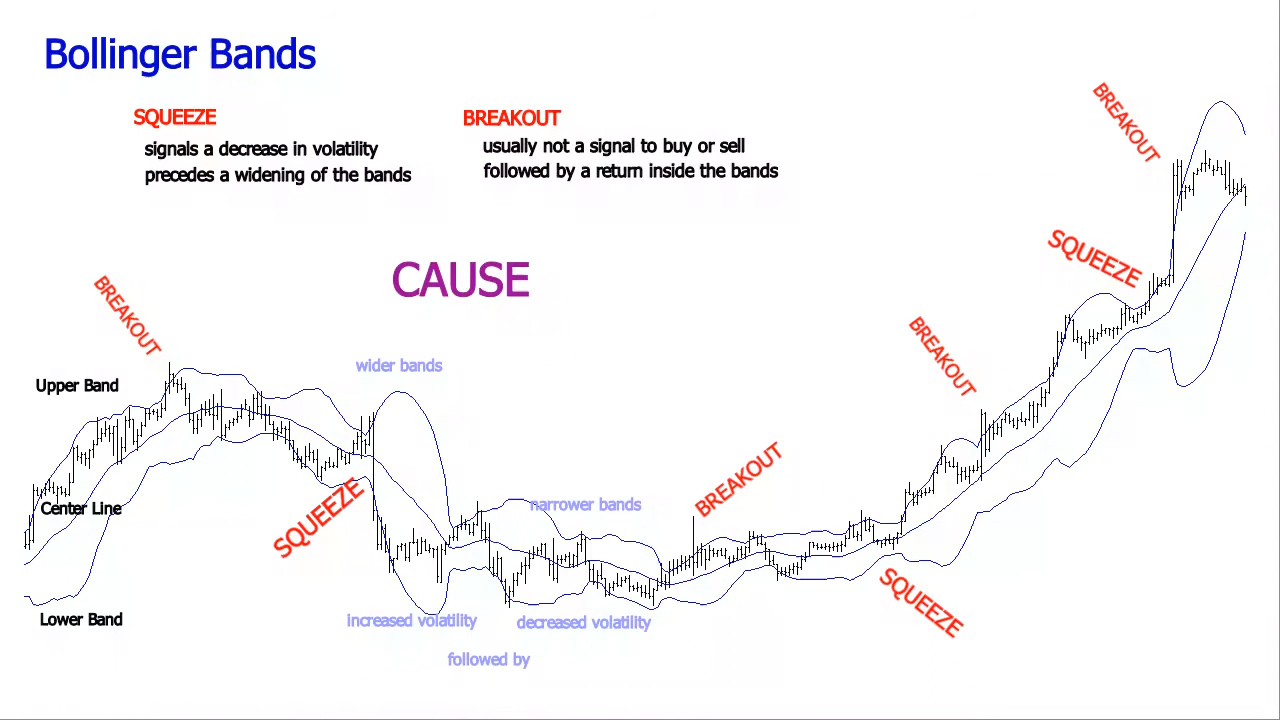 Bollinger Bands
SQUEEZE
signals a decrease in volatility
precedes a widening of the bands
BREAKOUT
usually not a signal to buy or sell
followed by a return inside the bands
BREAKOUT
SQUEEZE
CAUSE
BREAKOUT
BREAKOUT
wider bands
Upper Band
BREAKOUT
narrower bands
Center Line
SQUEEZE
SQUEEZE
Lower Band
increased volatility
decreased volatility
followed by